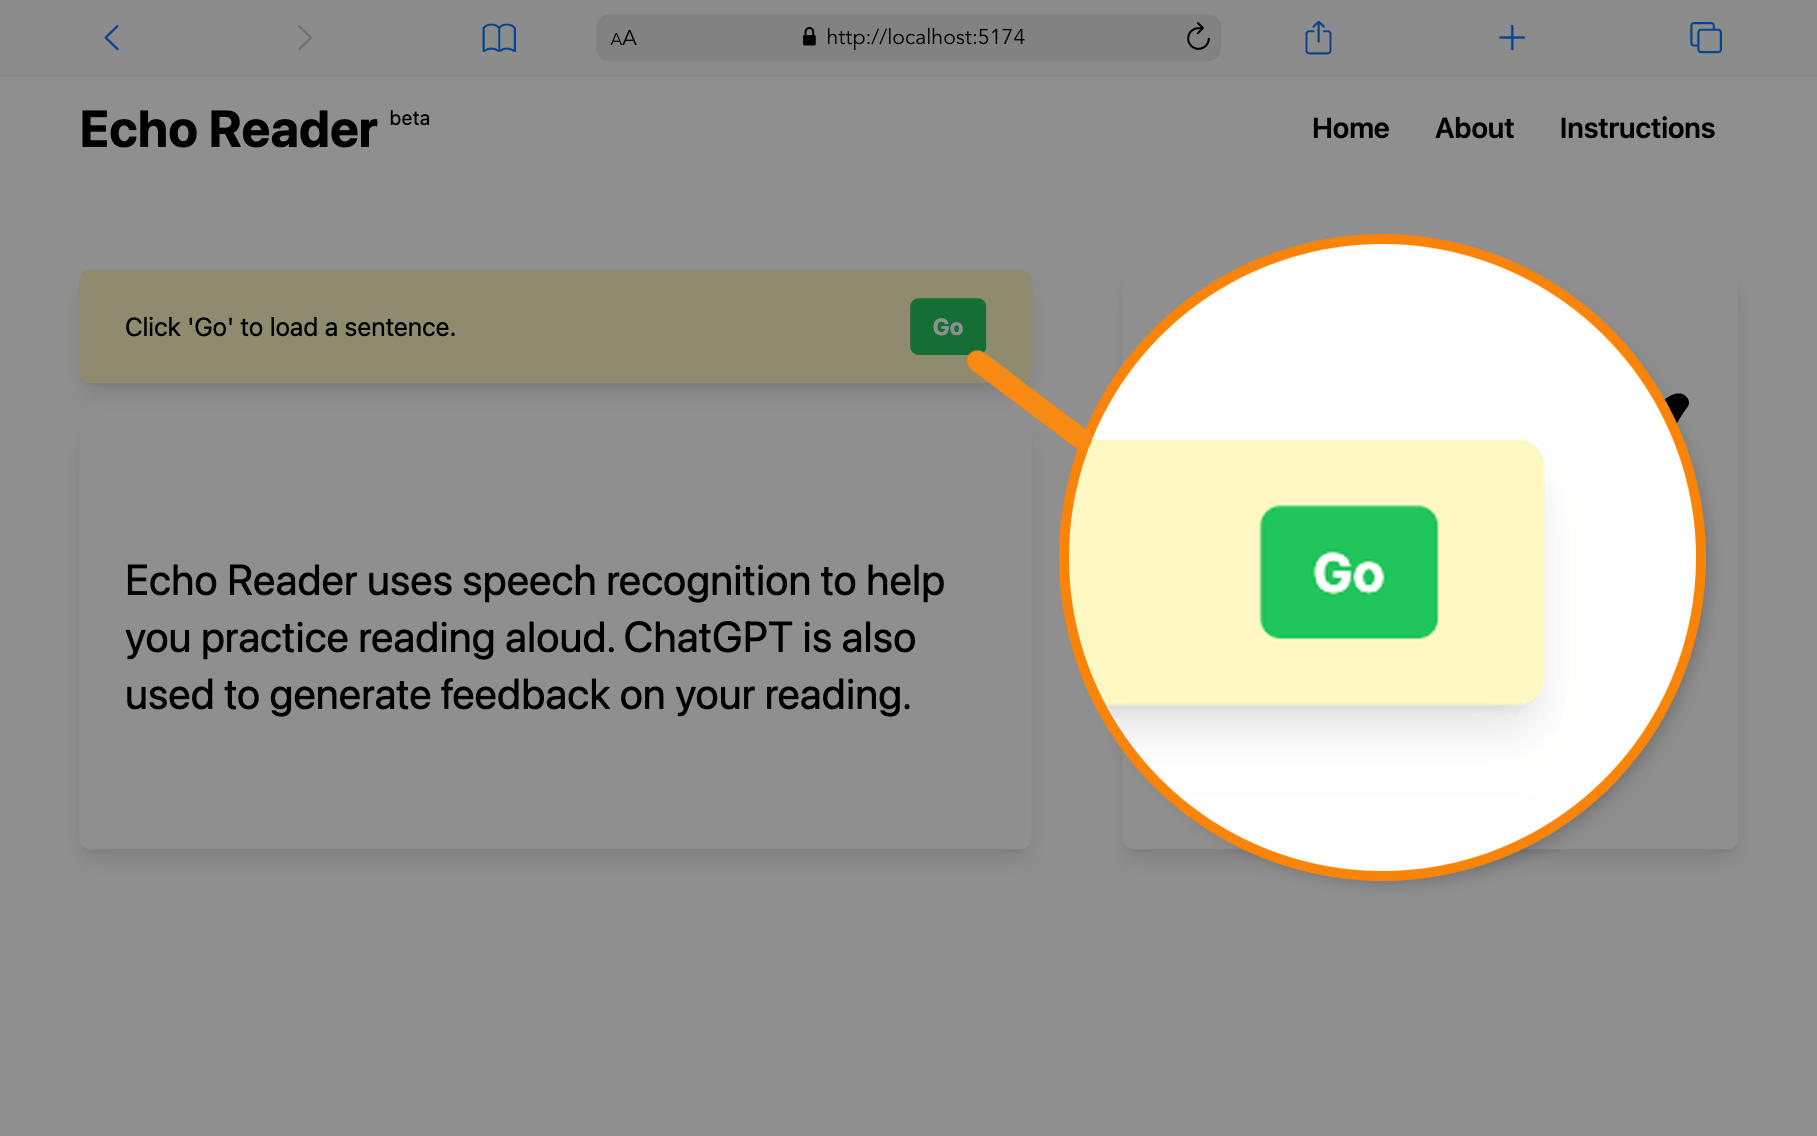 AA
http://localhost:5174
Echo Reader beta
Home About Instructions
Click 'Go' to load a sentence.
Go
Go
Echo Reader uses speech recognition to help
you practice reading aloud. ChatGPT is also
used to generate feedback on your reading.